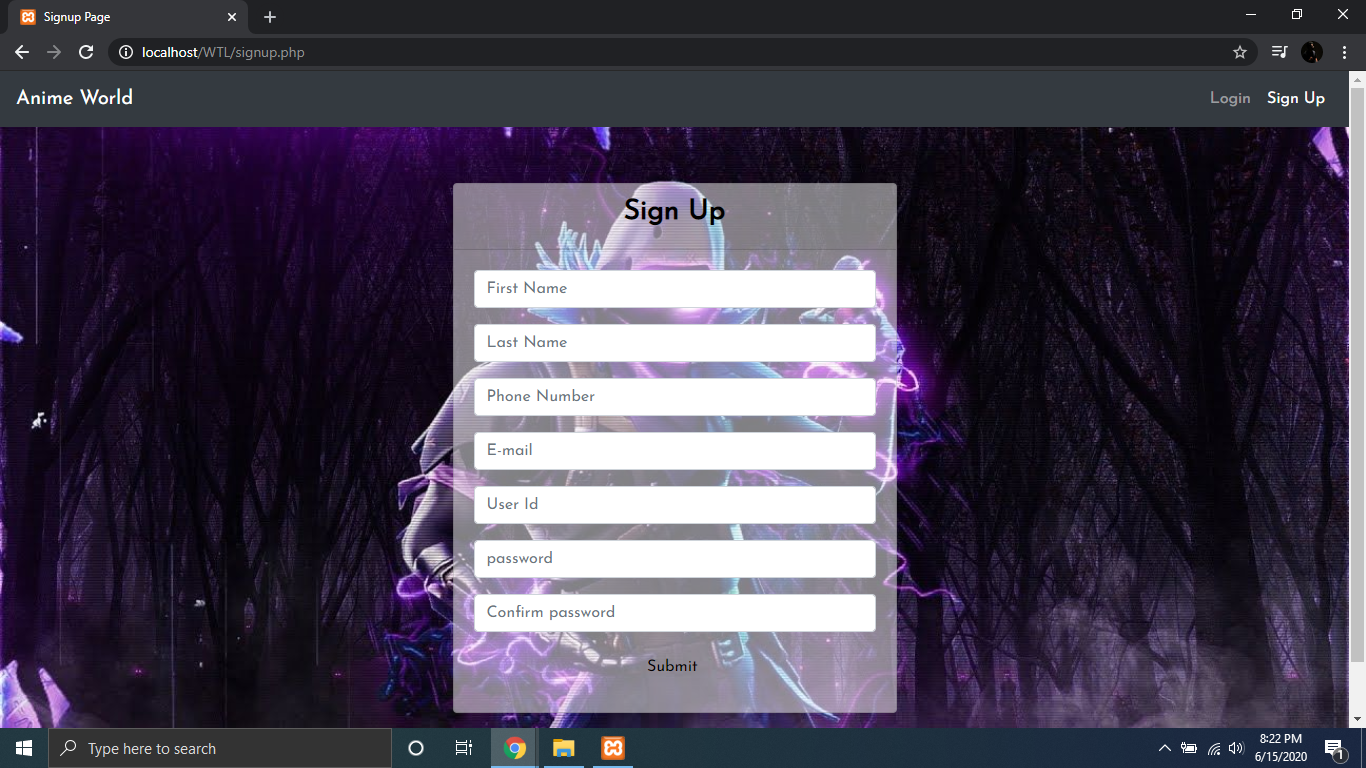 Signup Page
localhost/WTL/signup.php
Anime World
Login
Sign Up
Sign Up
First Name
Last Name
Phone Number
E-mail
User Id
password
Confirm password
Submit
Type here to search
8:22 PM
6/15/2020
1